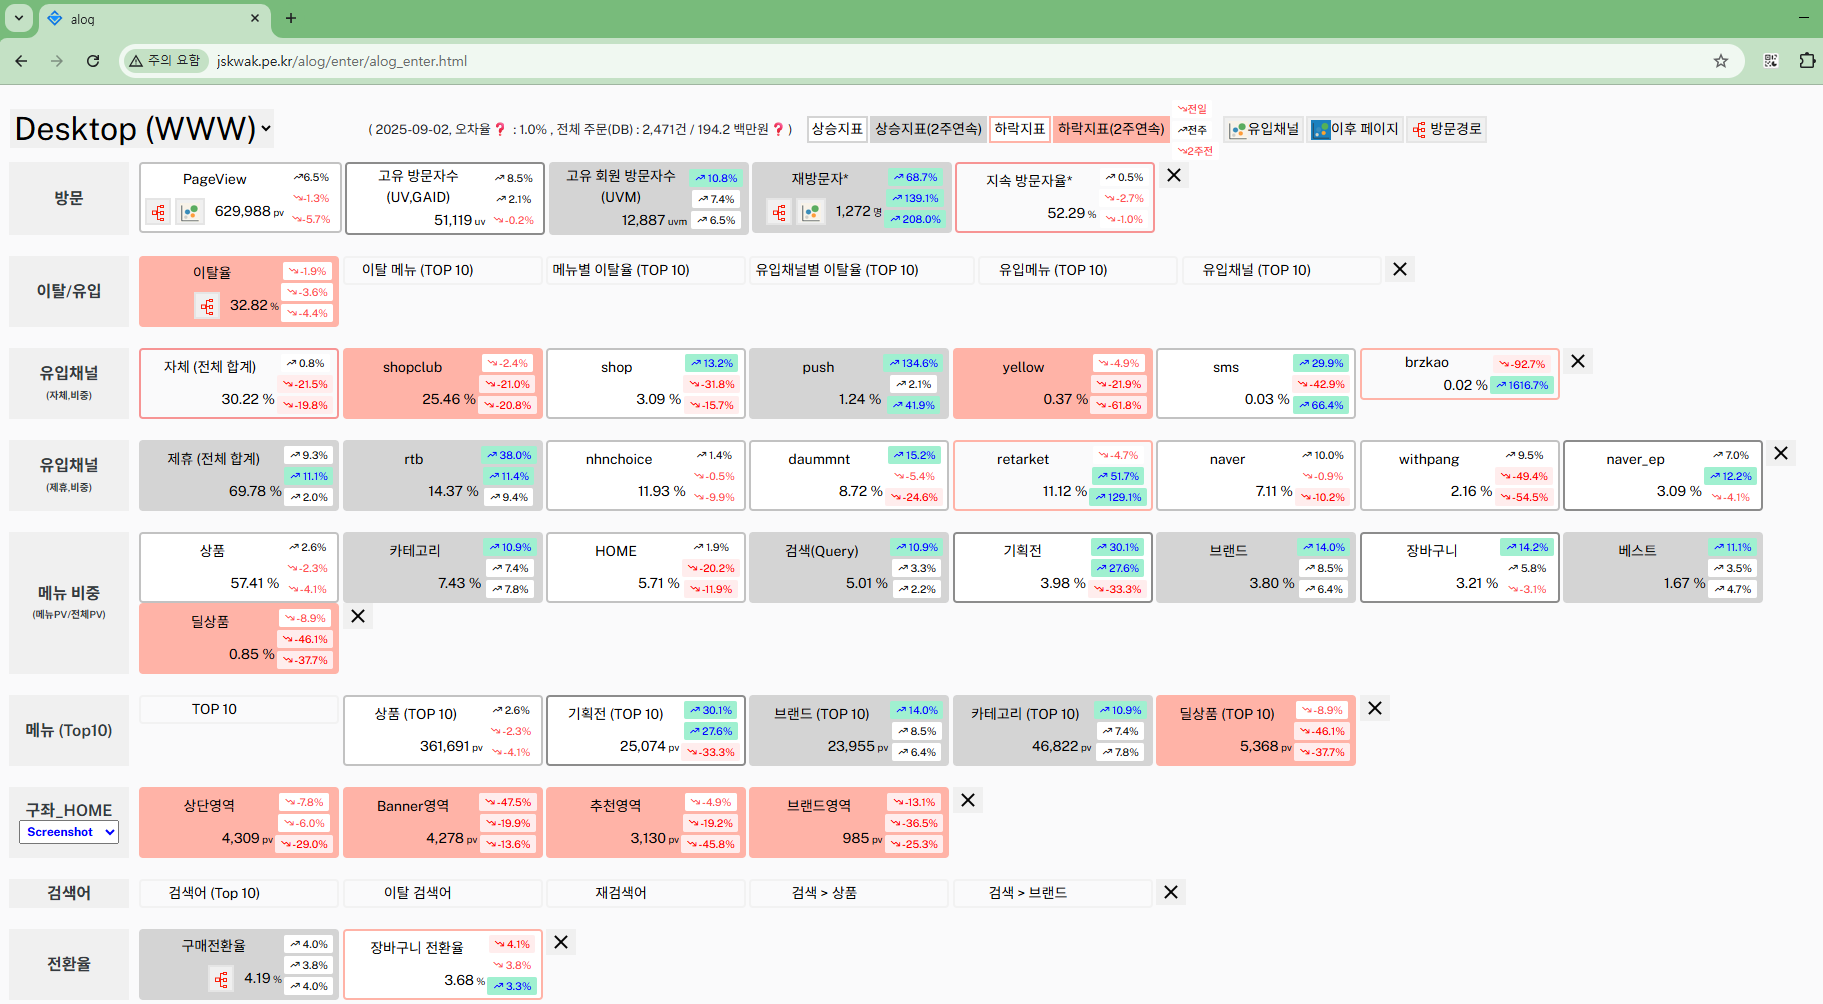 aloq
주의 요함
jskwak.pe.kr/alog/enter/alog_enter.html
Desktop (WWW)
( 2025-09-02, 오차율❓ : 1.0% , 전체 주문(DB) : 2,471건 / 194.2 백만원❓ )
상승지표 상승지표(2주연속) 하락지표 하락지표(2주연속)
전일
전주
2주전
유입채널 이후 페이지 방문경로
방문
PageView 629,988 pv 6.5% -1.3% -5.7%
고유 방문자수 (UV,GAID) 51,119 uv 8.5% 2.1% -0.2%
고유 회원 방문자수 (UVM) 12,887 uvm 10.8% 7.4% 6.5%
재방문자* 1,272 명 68.7% 139.1% 208.0%
지속 방문자율* 52.29 % 0.5% -2.7% -1.0%
이탈/유입
이탈율 32.82 % -1.9% -3.6% -4.4%
이탈 메뉴 (TOP 10)
메뉴별 이탈율 (TOP 10)
유입채널별 이탈율 (TOP 10)
유입메뉴 (TOP 10)
유입채널 (TOP 10)
유입채널
(자체,비중)
자체 (전체 합계) 30.22 % 0.8% -21.5% -19.8%
shopclub 25.46 % -2.4% -21.0% -20.8%
shop 3.09 % 13.2% -31.8% -15.7%
push 1.24 % 134.6% 2.1% 41.9%
yellow 0.37 % -4.9% -21.9% -61.8%
sms 0.03 % 29.9% -42.9% 66.4%
brzkao 0.02 % -92.7% 1616.7%
유입채널
(제휴,비중)
제휴 (전체 합계) 69.78 % 9.3% 11.1% 2.0%
rtb 14.37 % 38.0% 11.4% 9.4%
nhnchoice 11.93 % 1.4% -0.5% -9.9%
daummnt 8.72 % 15.2% -5.4% -24.6%
retarket 11.12 % -4.7% 51.7% 129.1%
naver 7.11 % 10.0% -0.9% -10.2%
withpang 2.16 % 9.5% -49.4% -54.5%
naver_ep 3.09 % 7.0% 12.2% -4.1%
메뉴 비중
(메뉴PV/전체PV)
상품 57.41 % 2.6% -2.3% -4.1%
카테고리 7.43 % 10.9% 7.4% 7.8%
HOME 5.71 % 1.9% -20.2% -11.9%
검색(Query) 5.01 % 10.9% 3.3% 2.2%
기획전 3.98 % 30.1% 27.6% -33.3%
브랜드 3.80 % 14.0% 8.5% 6.4%
장바구니 3.21 % 14.2% 5.8% -3.1%
베스트 1.67 % 11.1% 3.5% 4.7%
딜상품 0.85 % -8.9% -46.1% -37.7%
메뉴 (Top10)
TOP 10
상품 (TOP 10) 361,691 pv 2.6% -2.3% -4.1%
기획전 (TOP 10) 25,074 pv 30.1% 27.6% -33.3%
브랜드 (TOP 10) 23,955 pv 14.0% 8.5% 6.4%
카테고리 (TOP 10) 46,822 pv 10.9% 7.4% 7.8%
딜상품 (TOP 10) 5,368 pv -8.9% -46.1% -37.7%
구좌_HOME
Screenshot
상단영역 4,309 pv -7.8% -6.0% -29.0%
Banner영역 4,278 pv -47.5% -19.9% -13.6%
추천영역 3,130 pv -4.9% -19.2% -45.8%
브랜드영역 985 pv -13.1% -36.5% -25.3%
검색어
검색어 (Top 10)
이탈 검색어
재검색어
검색 > 상품
검색 > 브랜드
전환율
구매전환율 4.19 % 4.0% 3.8% 4.0%
장바구니 전환율 3.68 % 4.1% 3.8% 3.3%